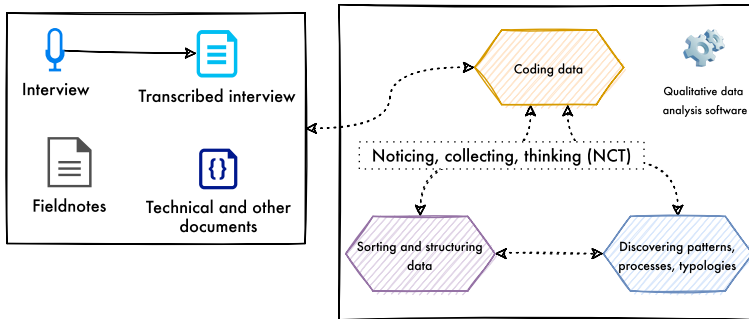 Interview
Transcribed interview
Fieldnotes
Technical and other
documents
{}
Coding data
Qualitative data
analysis software
Noticing, collecting, thinking (NCT)
Sorting and structuring
data
Discovering patterns,
processes, typologies